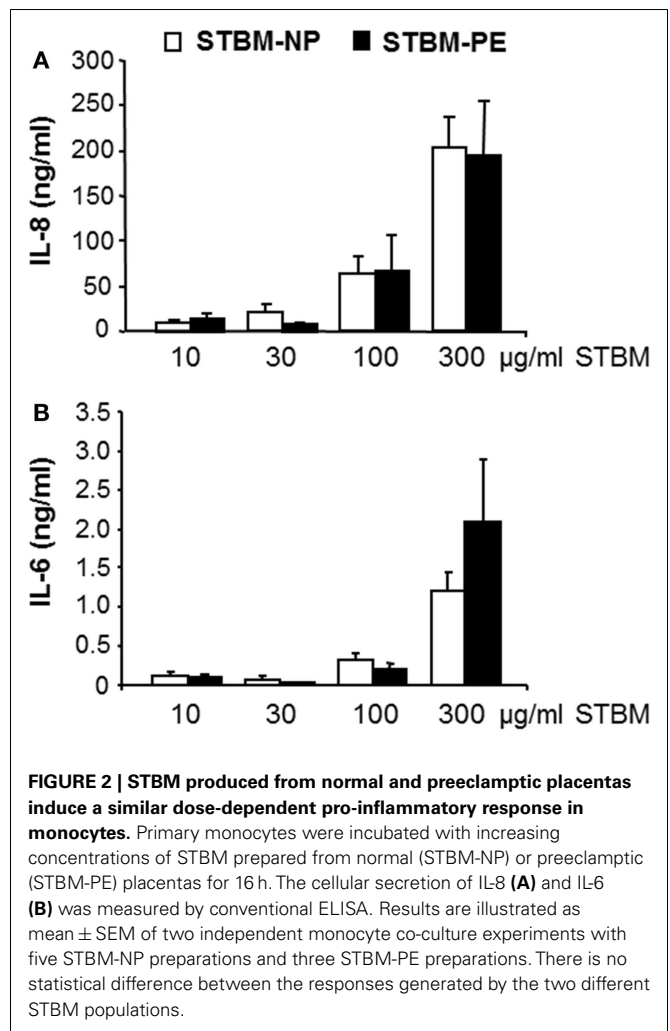 STBM-NP STBM-PE
A
IL-8 (ng/ml)
300
250
200
150
100
50
0
10 30 100 300 µg/ml STBM
B
IL-6 (ng/ml)
3.5
3.0
2.5
2.0
1.5
1.0
0.5
0
10 30 100 300 µg/ml STBM
FIGURE 2 | STBM produced from normal and preeclamptic placentas
induce a similar dose-dependent pro-inflammatory response in
monocytes. Primary monocytes were incubated with increasing
concentrations of STBM prepared from normal (STBM-NP) or preeclamptic
(STBM-PE) placentas for 16 h. The cellular secretion of IL-8 (A) and IL-6
(B) was measured by conventional ELISA. Results are illustrated as
mean ± SEM of two independent monocyte co-culture experiments with
five STBM-NP preparations and three STBM-PE preparations. There is no
statistical difference between the responses generated by the two different
STBM populations.